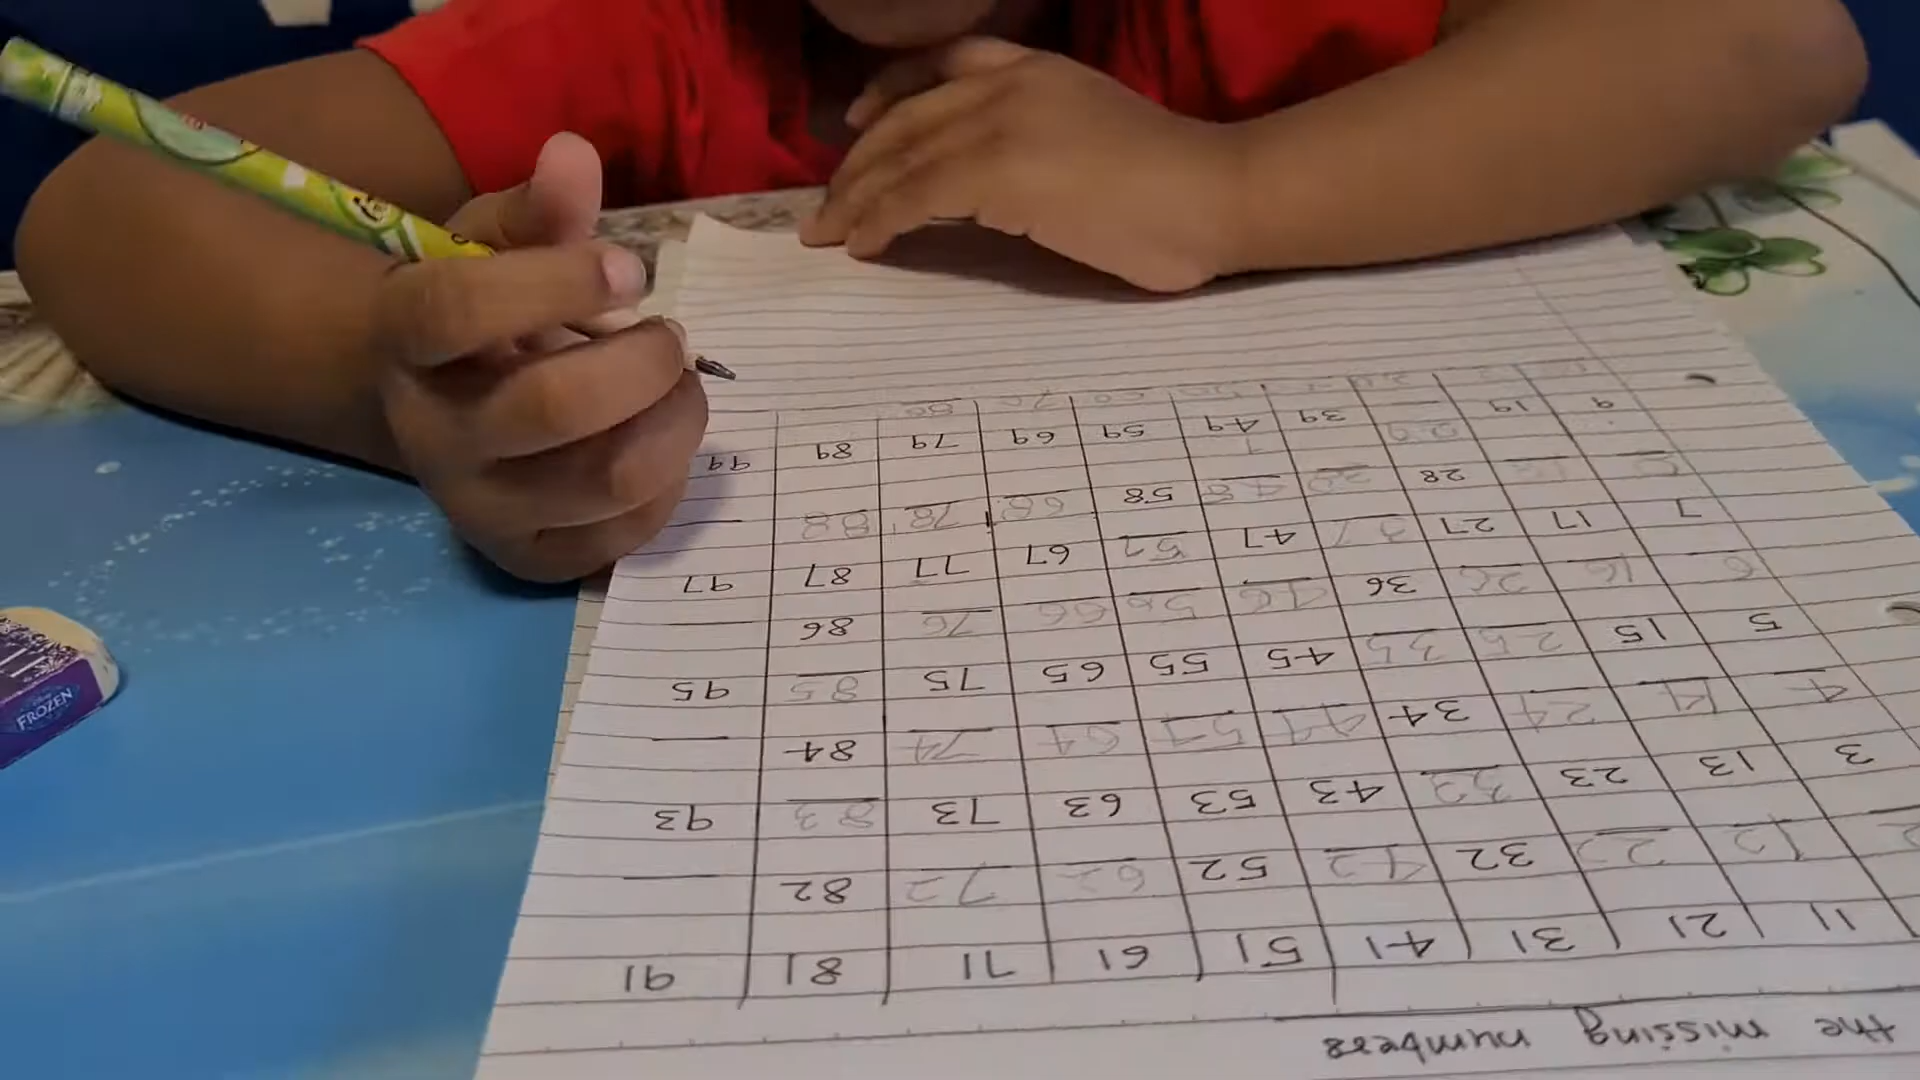 the missing numbers
11 21 31 41 51 61 71 81 91
2 12 22 32 42 52 62 72 82
3 13 23 33 43 53 63 73 83 93
4 14 24 34 44 54 64 74 84
5 15 25 35 45 55 65 75 85 95
6 16 26 36 46 56 66 76 86
7 17 27 37 47 57 67 77 87 97
28 48 58 68 78 88
9 19 29 39 49 59 69 79 89 99
70 80
FROZEN